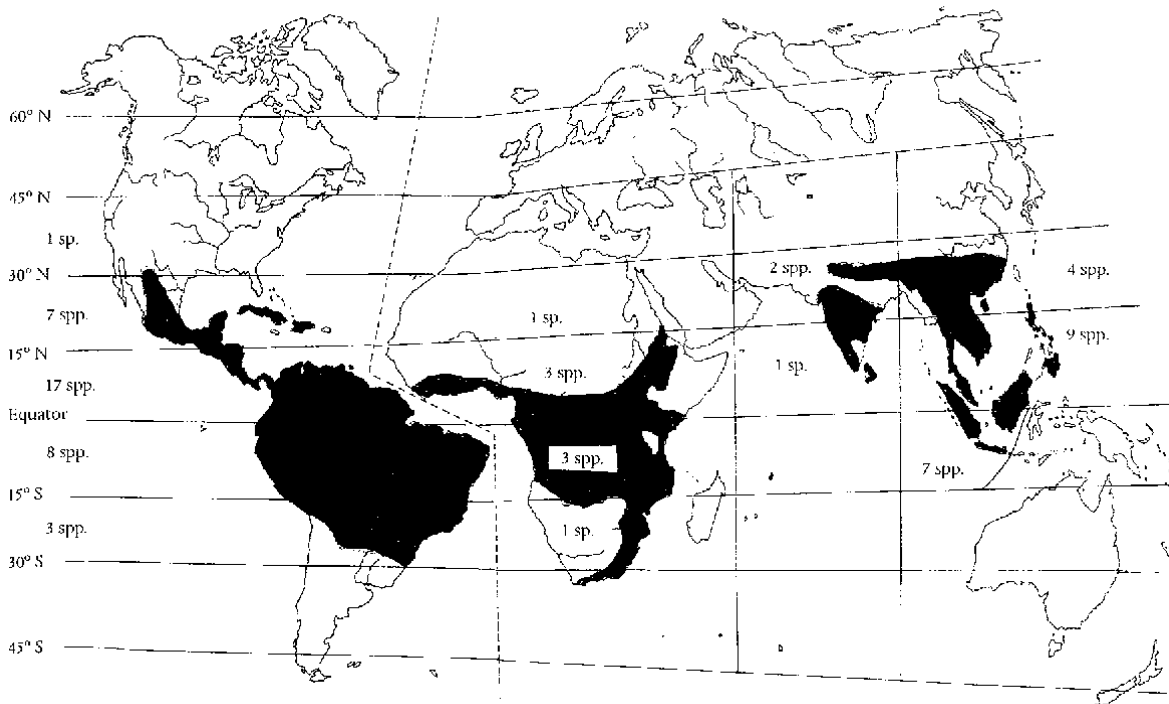 60° N
45° N
1 sp.
30° N
2 spp.
4 spp.
7 spp.
1 sp.
9 spp.
15° N
1 sp.
17 spp.
3 spp.
Equator
8 spp.
3 spp.
7 spp.
15° S
3 spp.
1 sp.
30° S
45° S